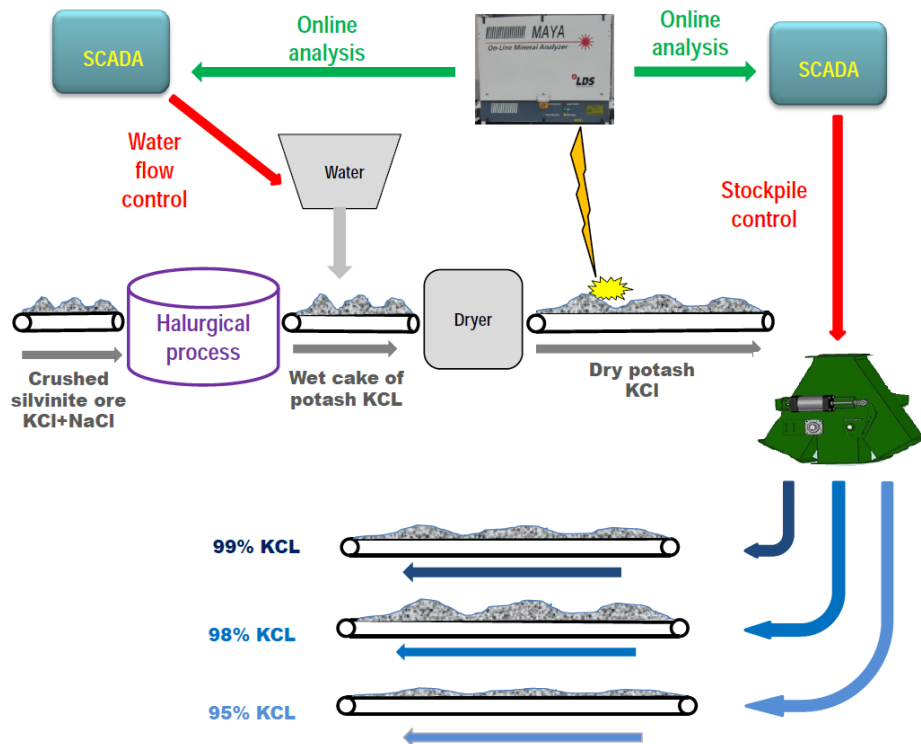 Online
analysis
MAYA
On-Line Mineral Analyzer
LDS
Online
analysis
SCADA
SCADA
Water
flow
control
Water
Stockpile
control
Halurgical
process
Dryer
Crushed
silvinite ore
KCl+NaCl
Wet cake of
potash KCL
Dry potash
KCl
99% KCL
98% KCL
95% KCL